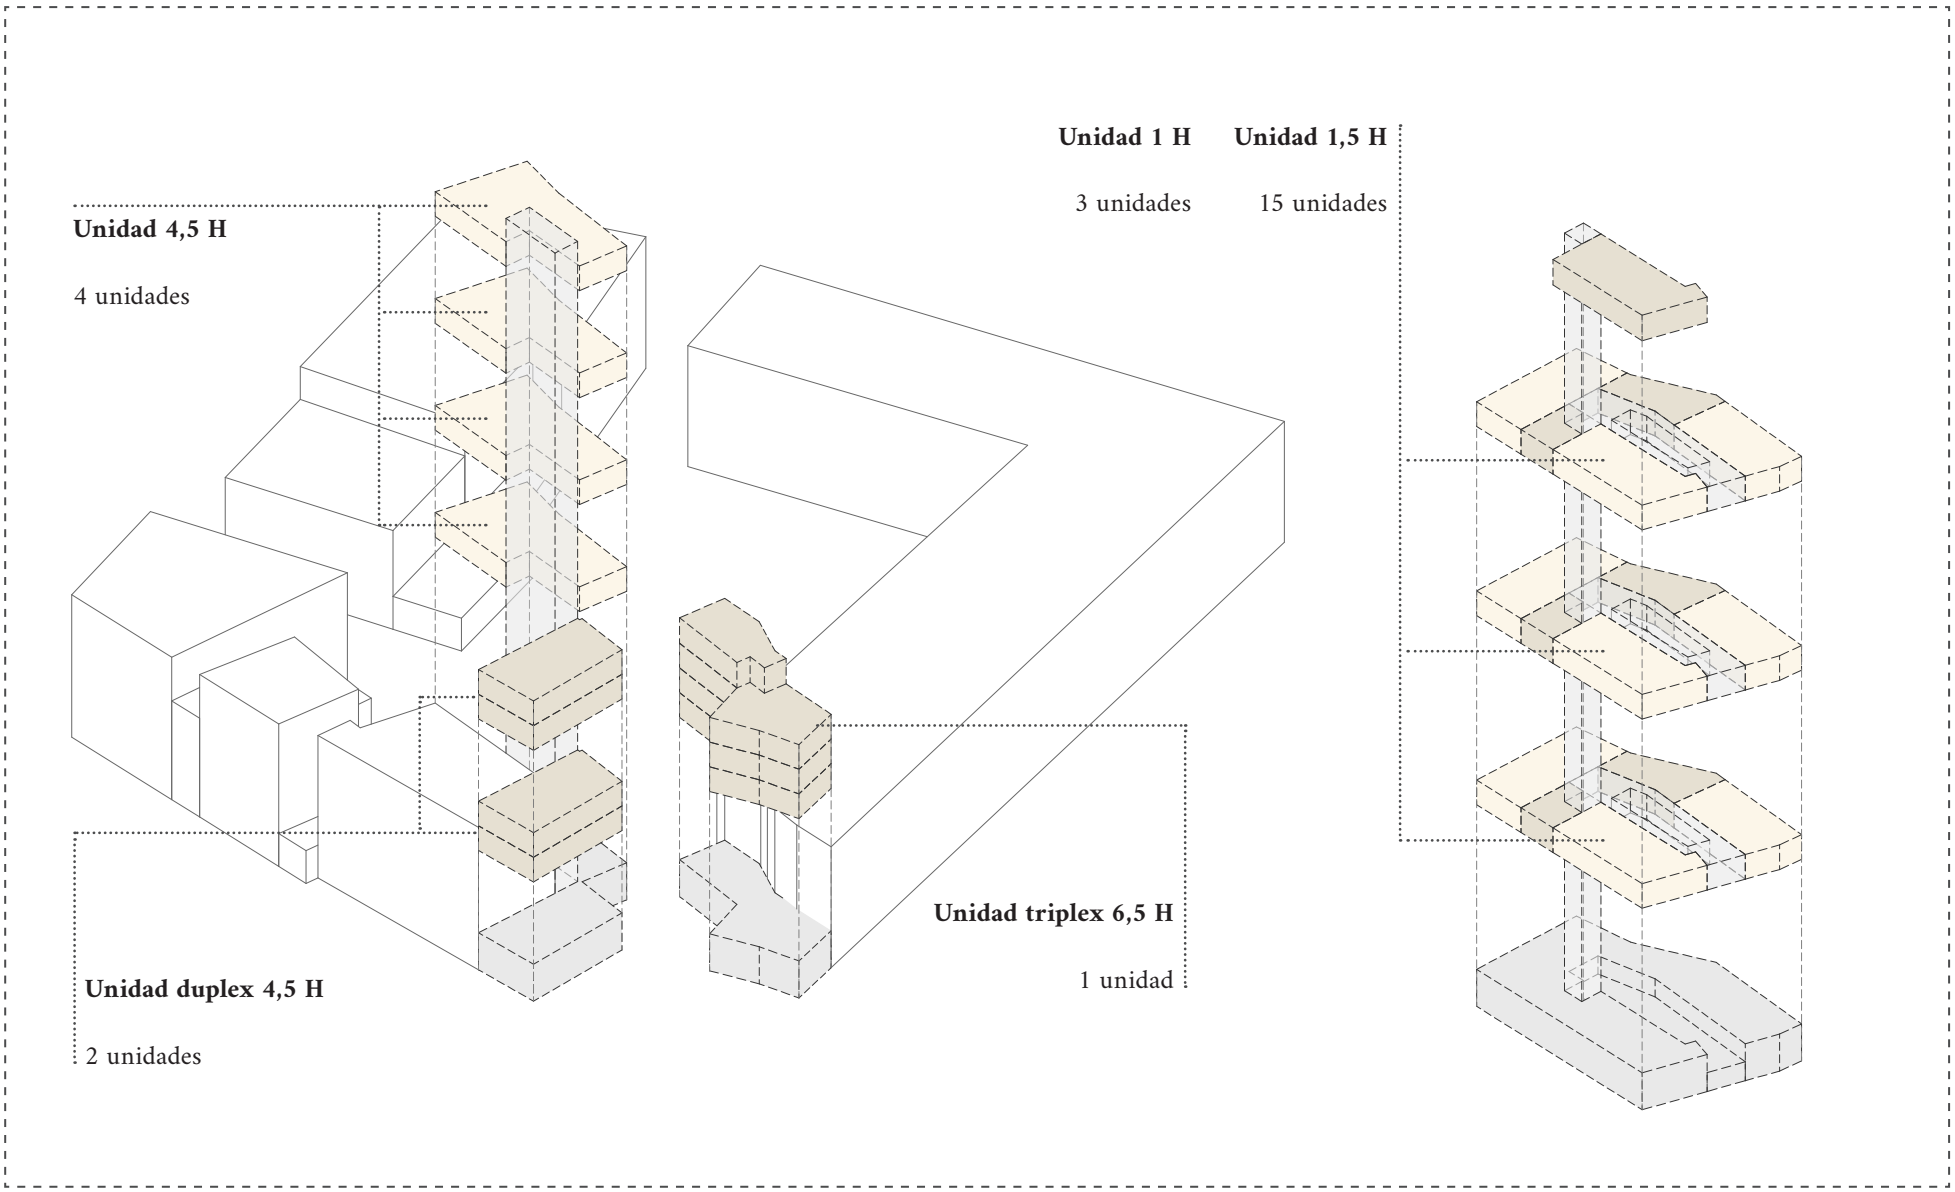 Unidad 1 H
Unidad 1,5 H
3 unidades
15 unidades
Unidad 4,5 H
4 unidades
Unidad triplex 6,5 H
1 unidad
Unidad duplex 4,5 H
2 unidades